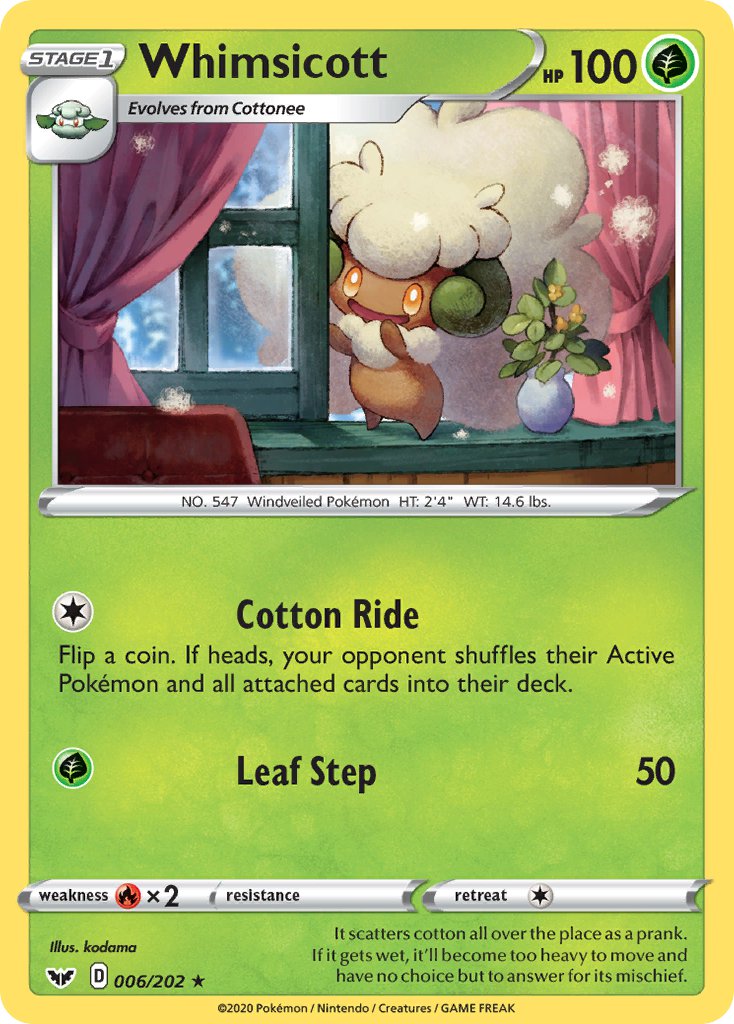 STAGE 1
Whimsicott
HP 100
Evolves from Cottonee
NO. 547 Windveiled Pokémon HT: 2'4" WT: 14.6 lbs.
Cotton Ride
Flip a coin. If heads, your opponent shuffles their Active
Pokémon and all attached cards into their deck.
Leaf Step 50
weakness ×2 resistance retreat
It scatters cotton all over the place as a prank.
If it gets wet, it'll become too heavy to move and
have no choice but to answer for its mischief.
Illus. kodama
D 006/202 ★
©2020 Pokémon / Nintendo / Creatures / GAME FREAK